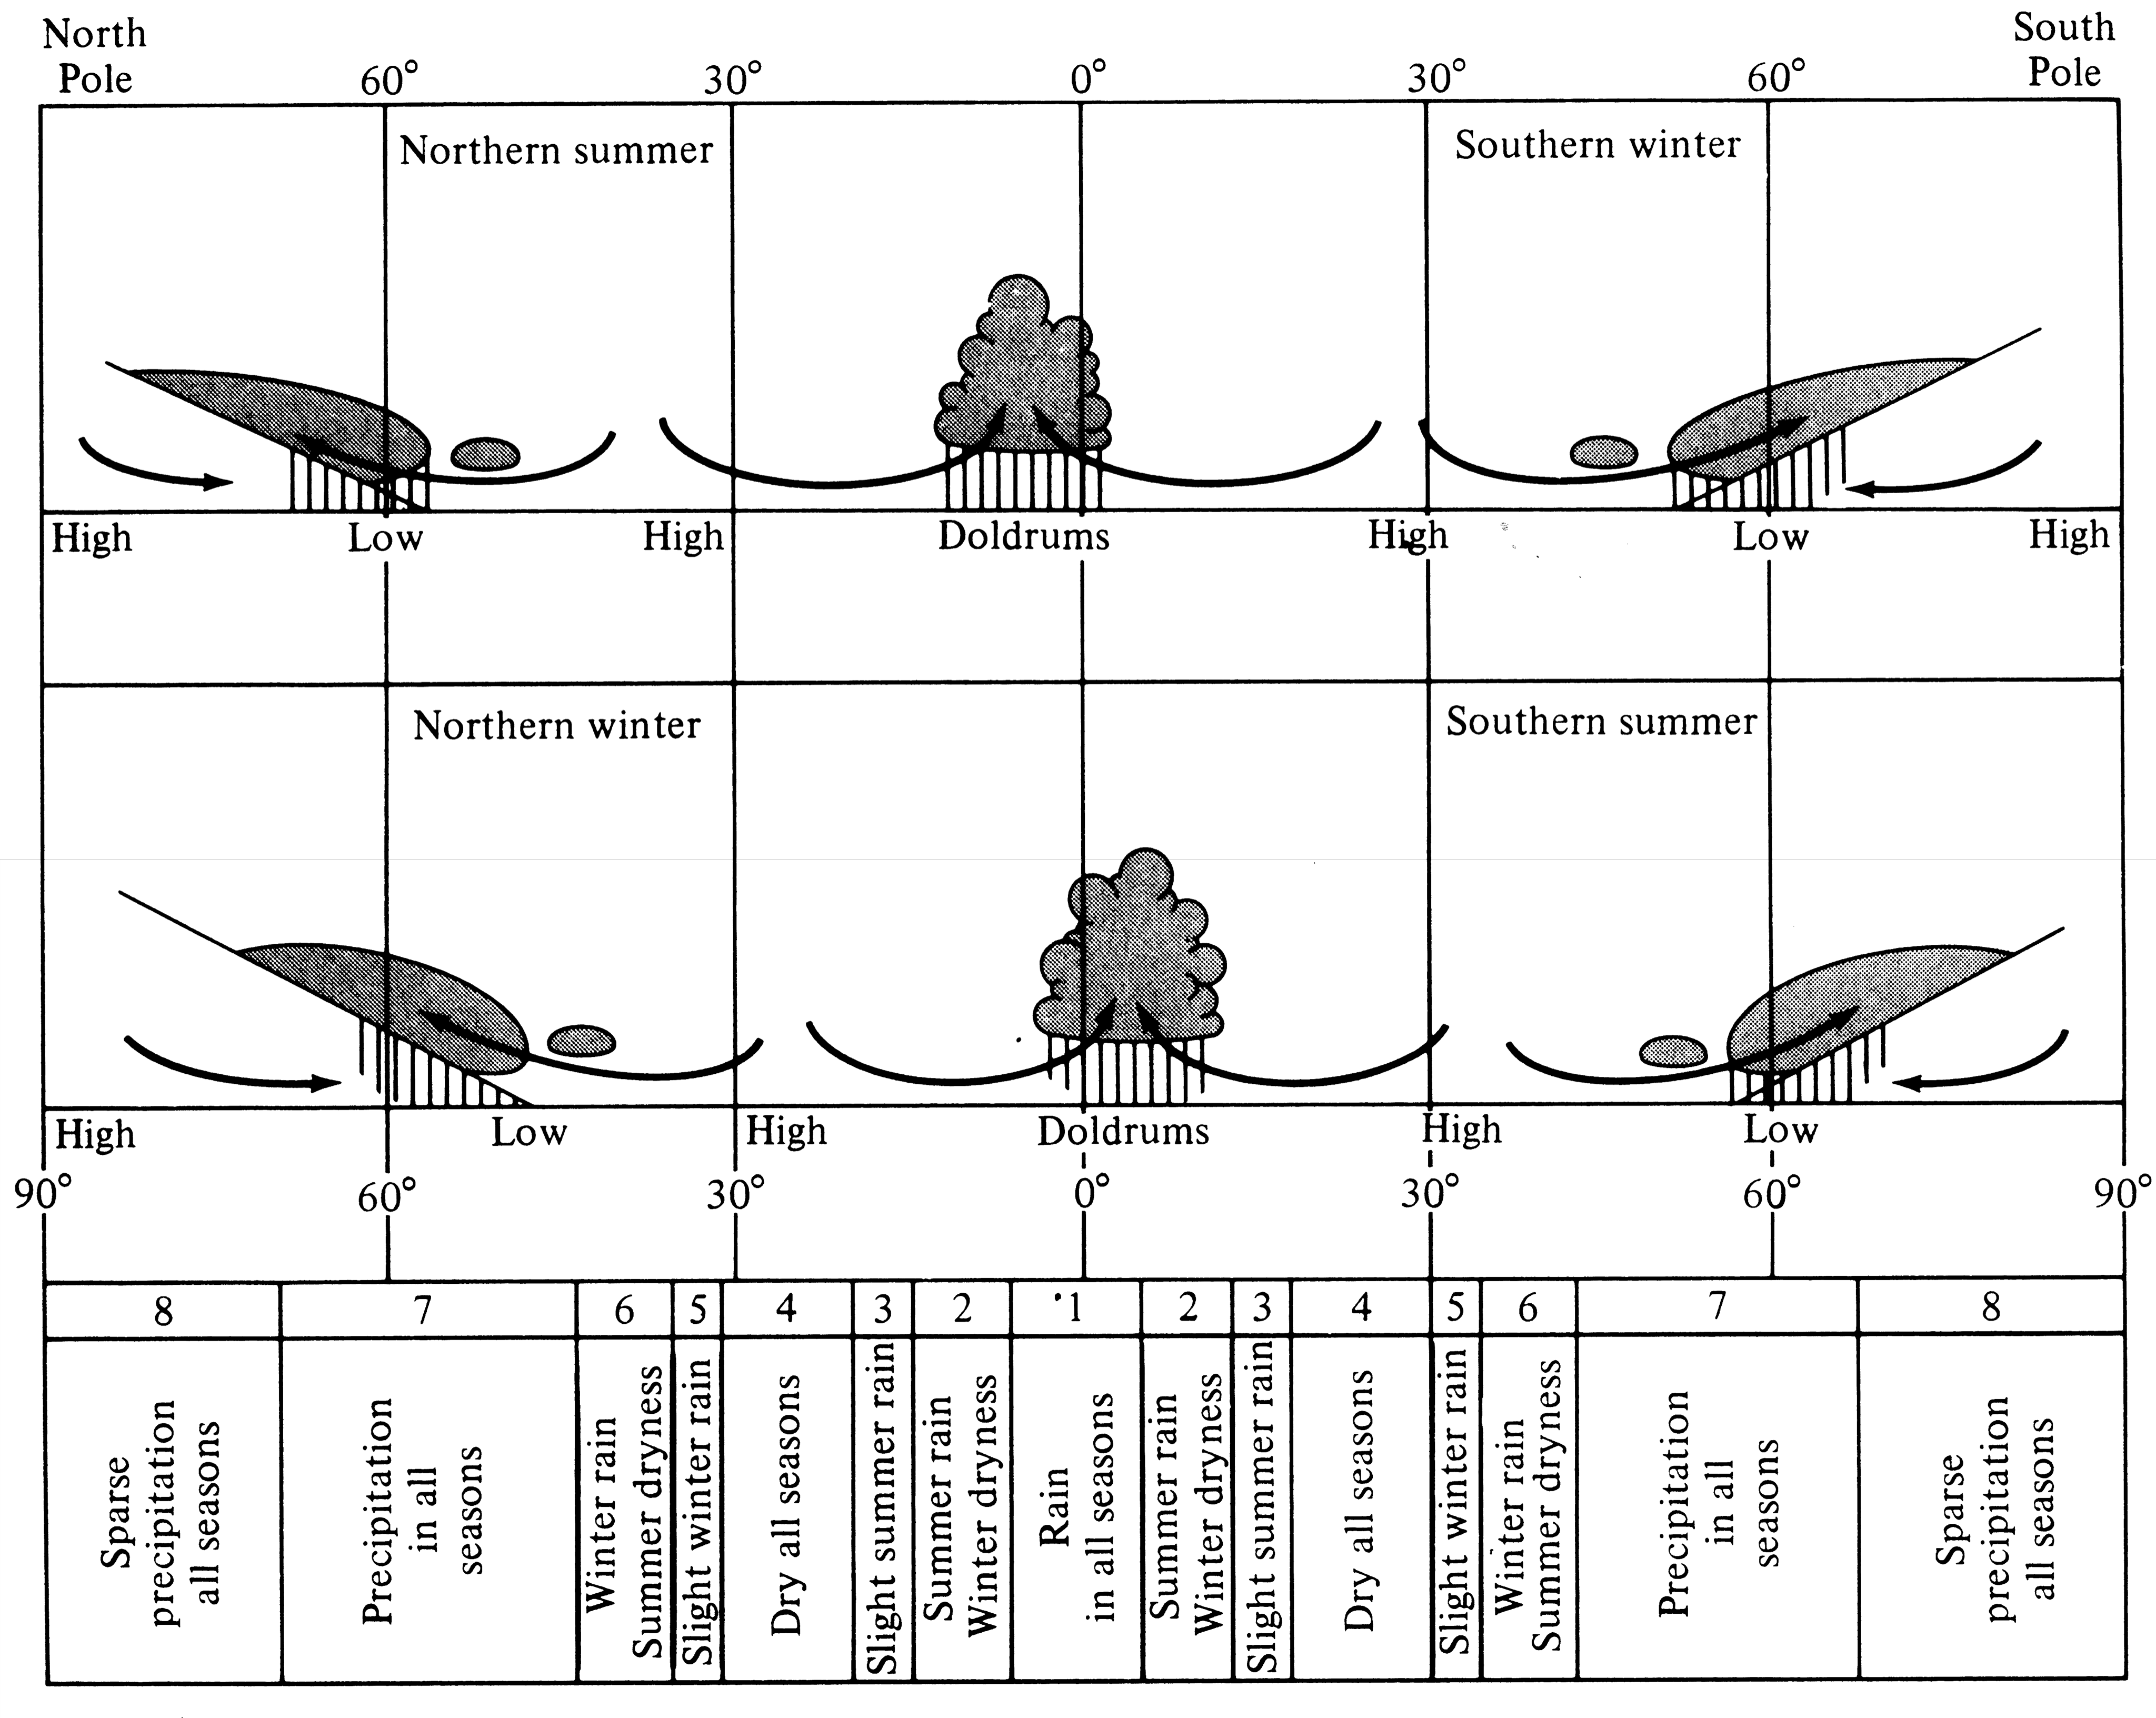 North
Pole
60°
30°
0°
30°
60°
South
Pole
Northern summer
Southern winter
High
Low
High
Doldrums
High
Low
High
Northern winter
Southern summer
High
Low
High
Doldrums
High
Low
90°
60°
30°
0°
30°
60°
90°
8
7
6
5
4
3
2
1
2
3
4
5
6
7
8
Sparse
precipitation
all seasons
Precipitation
in all
seasons
Winter rain
Summer dryness
Slight winter rain
Dry all seasons
Slight summer rain
Summer rain
Winter dryness
Rain
in all seasons
Summer rain
Winter dryness
Slight summer rain
Dry all seasons
Slight winter rain
Winter rain
Summer dryness
Precipitation
in all
seasons
Sparse
precipitation
all seasons